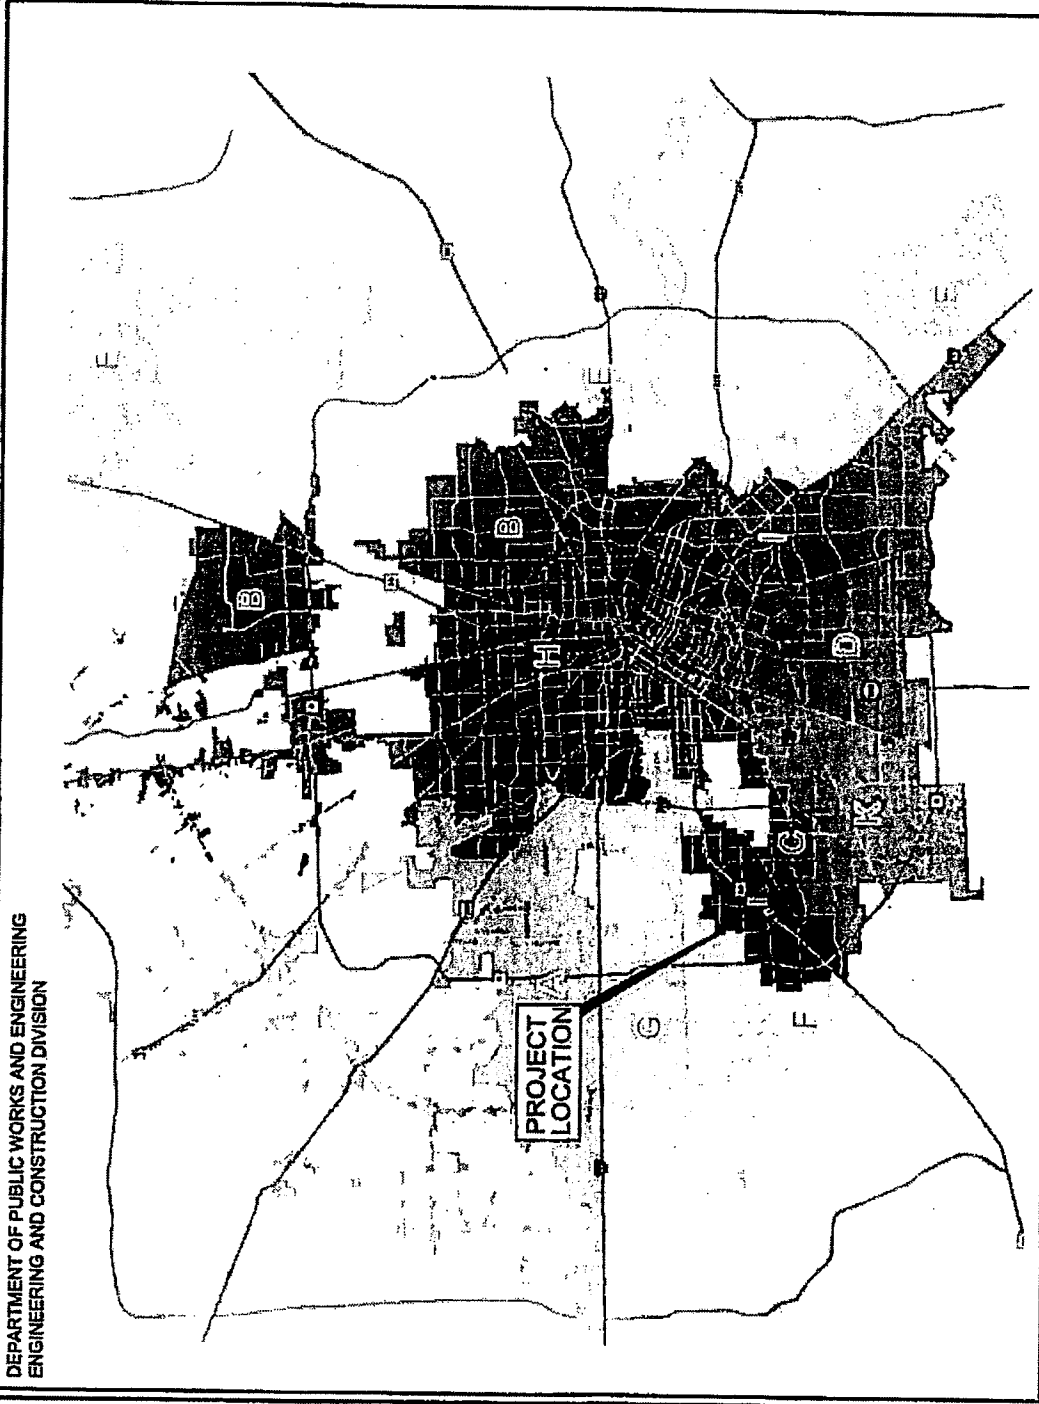 DEPARTMENT OF PUBLIC WORKS AND ENGINEERING
ENGINEERING AND CONSTRUCTION DIVISION
E
E
E
B
B
H
I
D
C
K
A
G
F
PROJECT
LOCATION